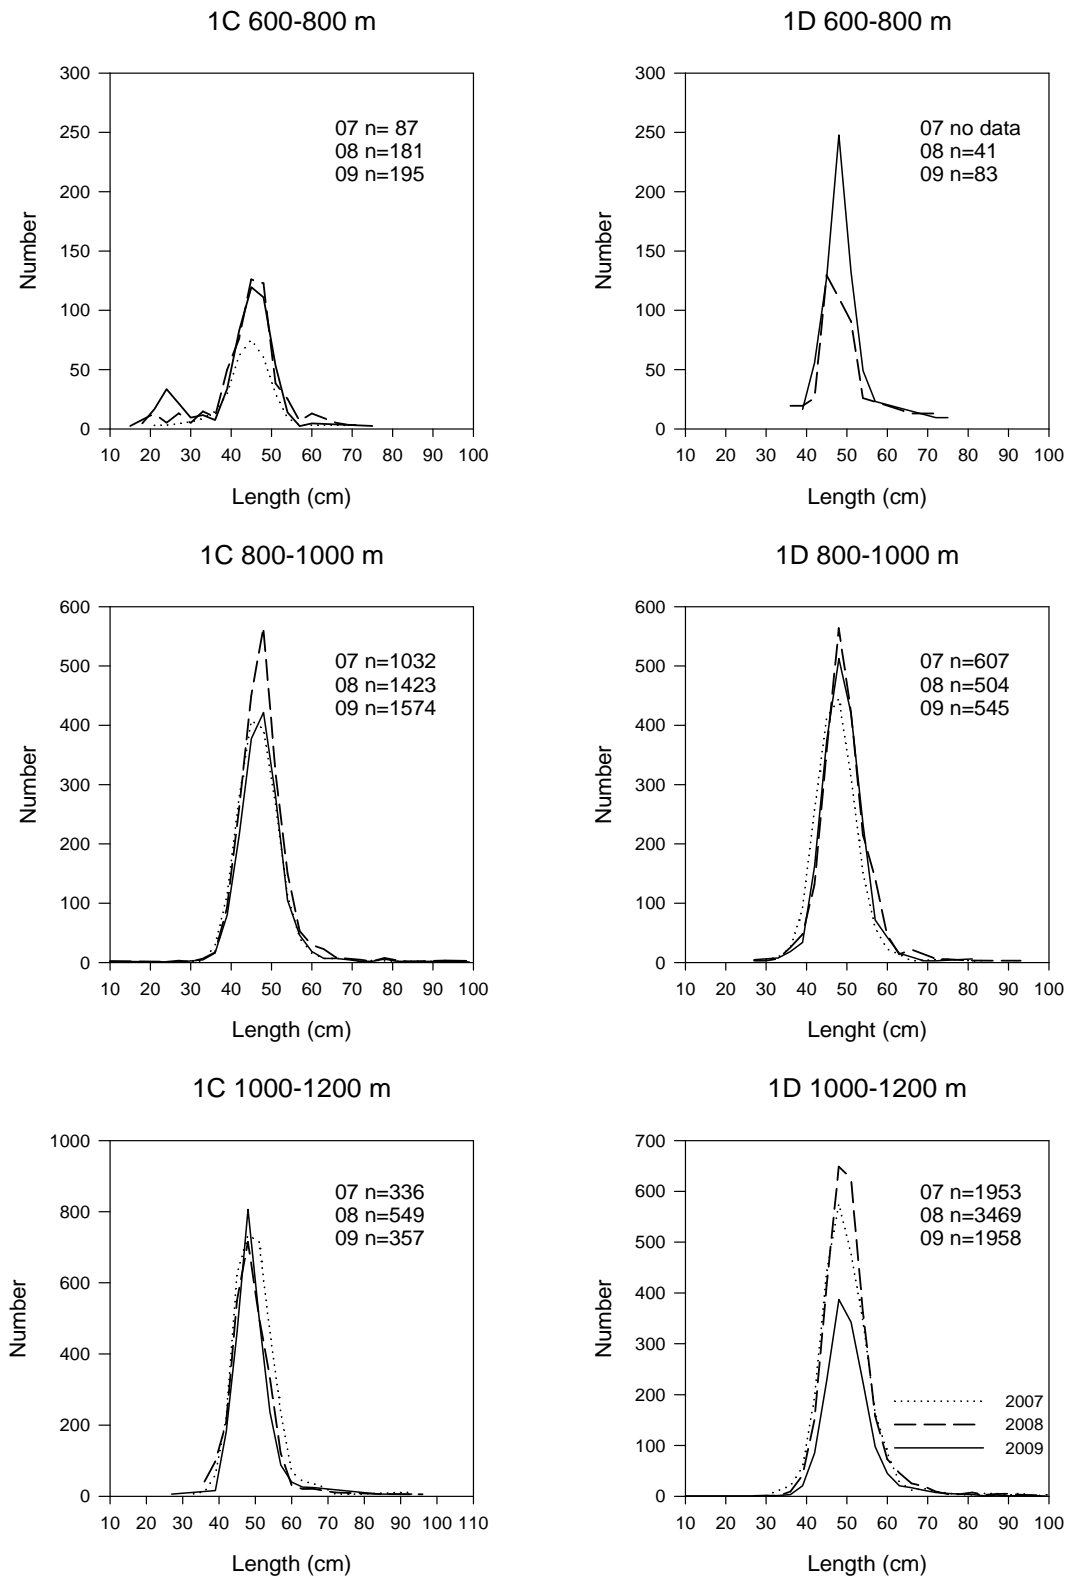 1C 600-800 m
300
250
200
150
100
50
0
Number
07 n= 87
08 n=181
09 n=195
10 20 30 40 50 60 70 80 90 100
Length (cm)
1D 600-800 m
300
250
200
150
100
50
0
Number
07 no data
08 n=41
09 n=83
10 20 30 40 50 60 70 80 90 100
Length (cm)
1C 800-1000 m
600
500
400
300
200
100
0
Number
07 n=1032
08 n=1423
09 n=1574
10 20 30 40 50 60 70 80 90 100
Length (cm)
1D 800-1000 m
600
500
400
300
200
100
0
Number
07 n=607
08 n=504
09 n=545
10 20 30 40 50 60 70 80 90 100
Lenght (cm)
1C 1000-1200 m
1000
800
600
400
200
0
Number
07 n=336
08 n=549
09 n=357
10 20 30 40 50 60 70 80 90 100 110
Length (cm)
1D 1000-1200 m
700
600
500
400
300
200
100
0
Number
07 n=1953
08 n=3469
09 n=1958
2007
2008
2009
10 20 30 40 50 60 70 80 90 100
Length (cm)